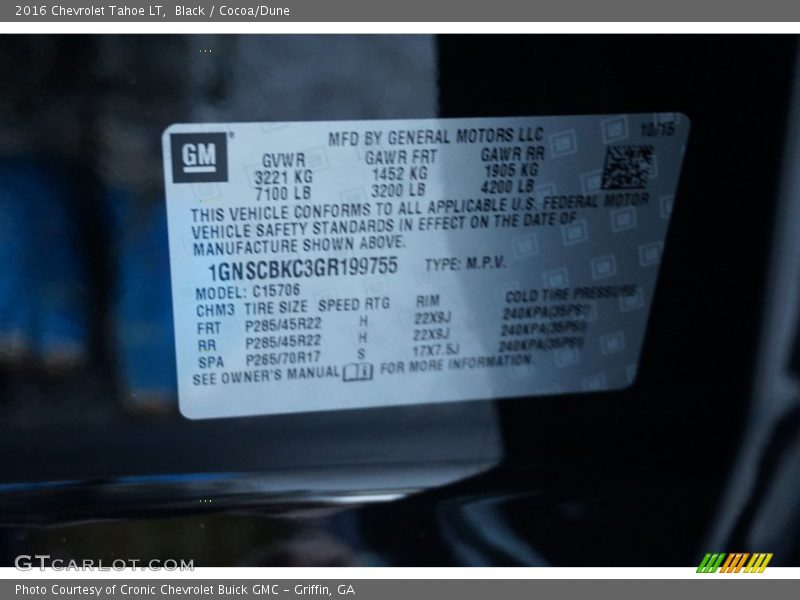 2016 Chevrolet Tahoe LT, Black / Cocoa/Dune
GM
MFD BY GENERAL MOTORS LLC 10/15
GVWR GAWR FRT GAWR RR
3221 KG 1452 KG 1905 KG
7100 LB 3200 LB 4200 LB
THIS VEHICLE CONFORMS TO ALL APPLICABLE U.S. FEDERAL MOTOR
VEHICLE SAFETY STANDARDS IN EFFECT ON THE DATE OF
MANUFACTURE SHOWN ABOVE.
1GNSCBKC3GR199755 TYPE: M.P.V.
MODEL: C15706
CHM3 TIRE SIZE SPEED RTG RIM COLD TIRE PRESSURE
FRT P285/45R22 H 22X9J 240KPA(35PSI)
RR P285/45R22 H 22X9J 240KPA(35PSI)
SPA P265/70R17 S 17X7.5J 240KPA(35PSI)
SEE OWNER'S MANUAL FOR MORE INFORMATION
GTCARLOT.COM
Photo Courtesy of Cronic Chevrolet Buick GMC - Griffin, GA